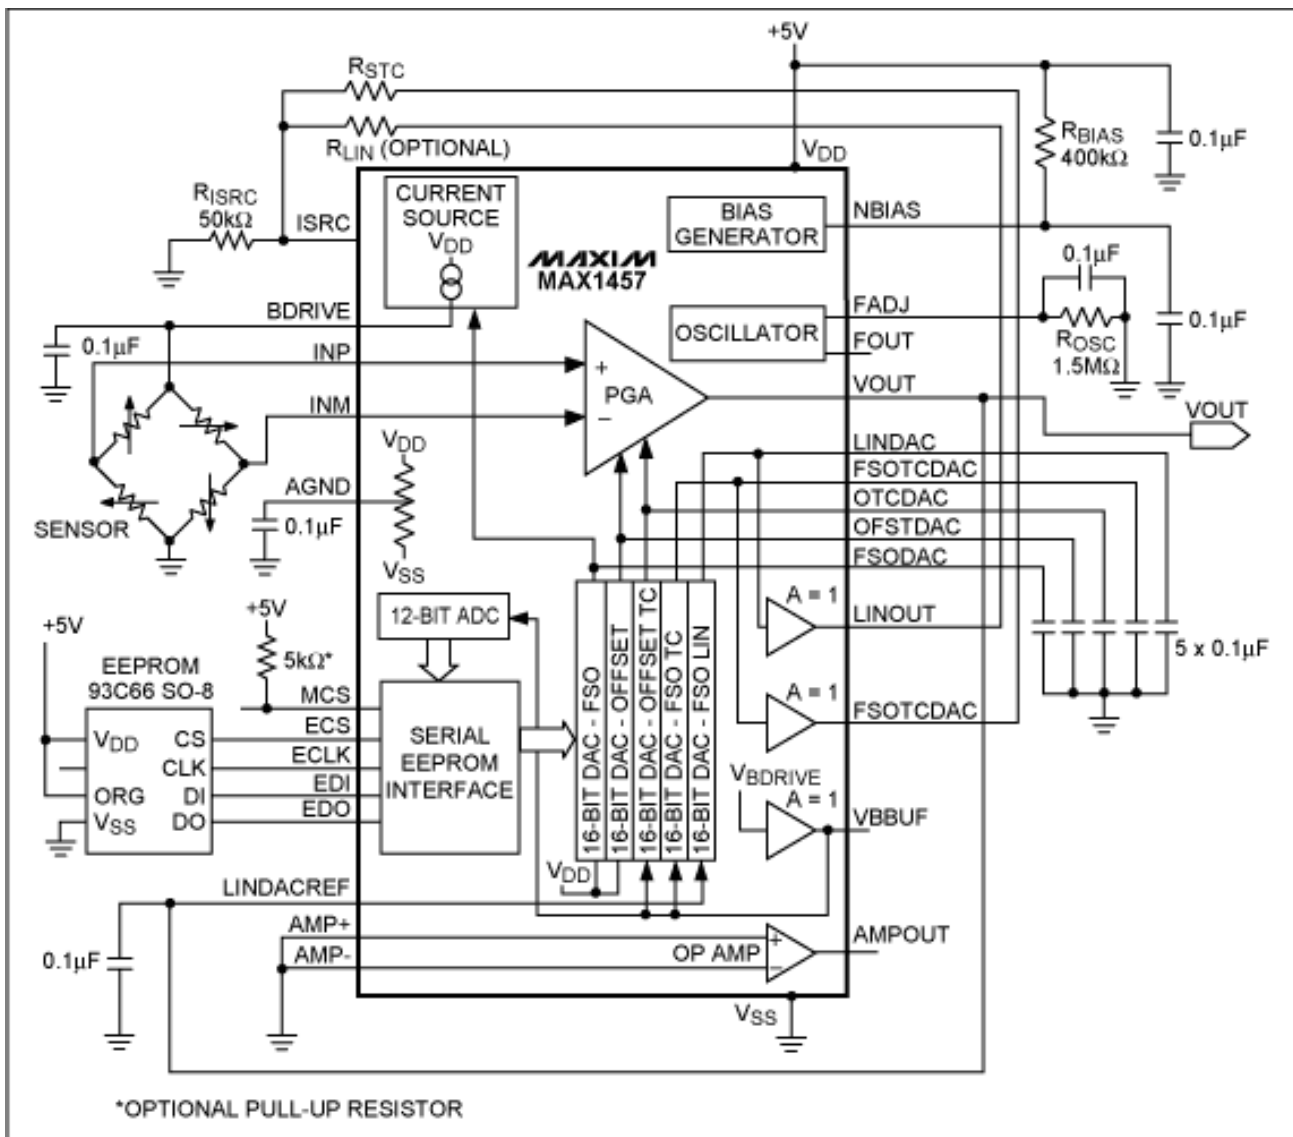 +5V
RSTC
RLIN (OPTIONAL)
VDD
RBIAS
400kΩ
0.1µF
RISRC
50kΩ
ISRC
CURRENT
SOURCE
VDD
MAXIM
MAX1457
BIAS
GENERATOR
NBIAS
0.1µF
BDRIVE
0.1µF
INP
INM
PGA
+
−
OSCILLATOR
FADJ
FOUT
ROSC
1.5MΩ
0.1µF
VOUT
VOUT
LINDAC
FSOTCDAC
OTCDAC
OFSTDAC
FSODAC
SENSOR
AGND
0.1µF
VDD
VSS
12-BIT ADC
A = 1
LINOUT
5 x 0.1µF
+5V
+5V
5kΩ*
EEPROM
93C66 SO-8
VDD
CS
CLK
ORG
DI
VSS
DO
MCS
ECS
ECLK
EDI
EDO
SERIAL
EEPROM
INTERFACE
16-BIT DAC - FSO
16-BIT DAC - OFFSET
16-BIT DAC - OFFSET TC
16-BIT DAC - FSO TC
16-BIT DAC - FSO LIN
A = 1
FSOTCDAC
VBDRIVE
A = 1
VBBUF
VDD
LINDACREF
0.1µF
AMP+
AMP-
OP AMP
+
−
AMPOUT
VSS
*OPTIONAL PULL-UP RESISTOR